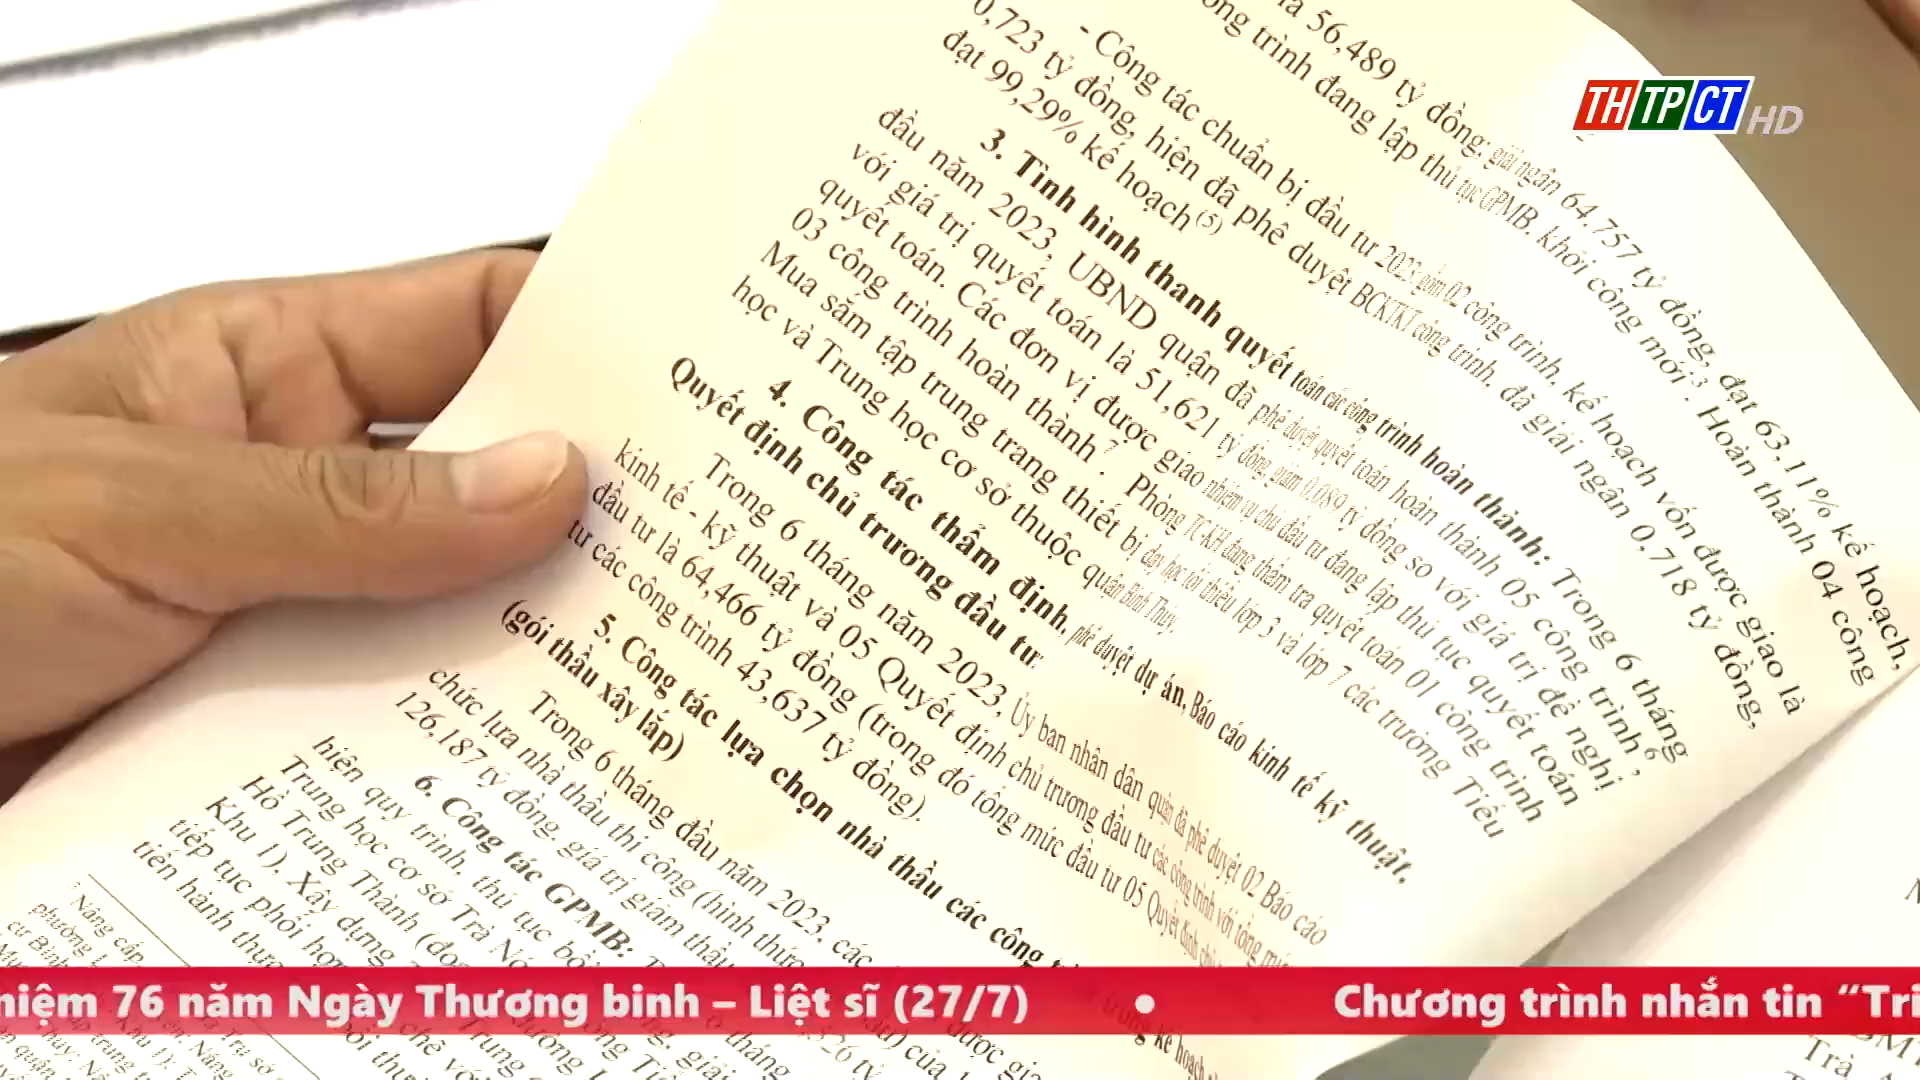 THTPCT HD
là 56,489 tỷ đồng; giải ngân 64,757 tỷ đồng, đạt 63,11% kế hoạch,
ông trình đang lập thủ tục GPMB, khởi công mới³. Hoàn thành 04 công
- Công tác chuẩn bị đầu tư 2023 gồm 02 công trình, kế hoạch vốn được giao là
0,723 tỷ đồng, hiện đã phê duyệt BCKTKT công trình, đã giải ngân 0,718 tỷ đồng,
đạt 99,29% kế hoạch (5)
3. Tình hình thanh quyết toán các công trình hoàn thành: Trong 6 tháng
đầu năm 2023, UBND quận đã phê duyệt quyết toán hoàn thành 05 công trình⁶,
với giá trị quyết toán là 51,621 tỷ đồng, giảm 0,089 tỷ đồng so với giá trị đề nghị
quyết toán. Các đơn vị được giao nhiệm vụ chủ đầu tư đang lập thủ tục quyết toán
03 công trình hoàn thành⁷. Phòng TC-KH đang thẩm tra quyết toán 01 công trình
Mua sắm tập trung trang thiết bị dạy học tối thiểu lớp 3 và lớp 7 các trường Tiểu
học và Trung học cơ sở thuộc quận Bình Thủy.
4. Công tác thẩm định, phê duyệt dự án, Báo cáo kinh tế kỹ thuật,
Quyết định chủ trương đầu tư:
Trong 6 tháng năm 2023, Ủy ban nhân dân quận đã phê duyệt 02 Báo cáo
kinh tế - kỹ thuật và 05 Quyết định chủ trương đầu tư các công trình với tổng mức
đầu tư là 64,466 tỷ đồng (trong đó tổng mức đầu tư 05 Quyết định
tư các công trình 43,637 tỷ đồng).
5. Công tác lựa chọn nhà thầu các công
(gói thầu xây lắp)
Trong 6 tháng đầu năm 2023, các
chức lựa nhà thầu thi công (hình thức
126,187 tỷ đồng, giá trị giảm thầu
6. Công tác GPMB:
hiện quy trình, thủ tục
Trung học cơ sở Trà Nóc
Hồ Trung Thành
Khu 1), Xây dựng
tiếp tục phối hợp
tiến hành
Nâng cấp,
phường
niệm 76 năm Ngày Thương binh – Liệt sĩ (27/7) • Chương trình nhắn tin “Tri